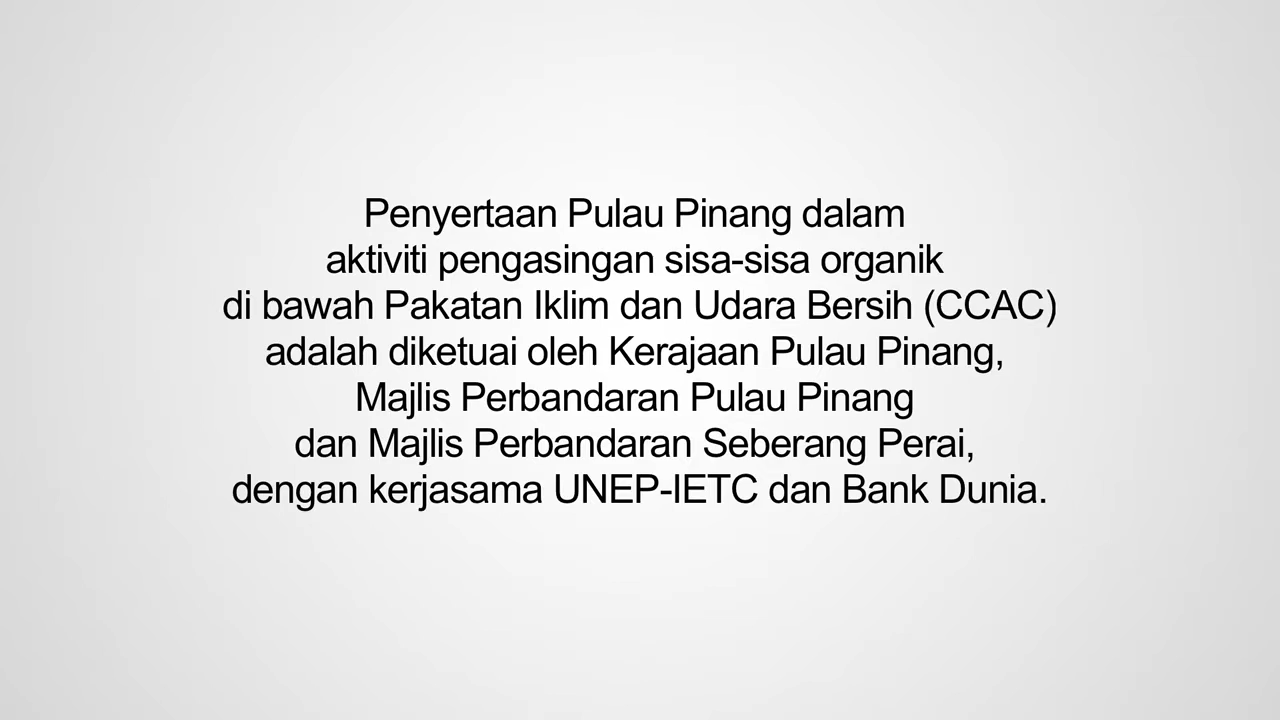 Penyertaan Pulau Pinang dalam
aktiviti pengasingan sisa-sisa organik
di bawah Pakatan Iklim dan Udara Bersih (CCAC)
adalah diketuai oleh Kerajaan Pulau Pinang,
Majlis Perbandaran Pulau Pinang
dan Majlis Perbandaran Seberang Perai,
dengan kerjasama UNEP-IETC dan Bank Dunia.